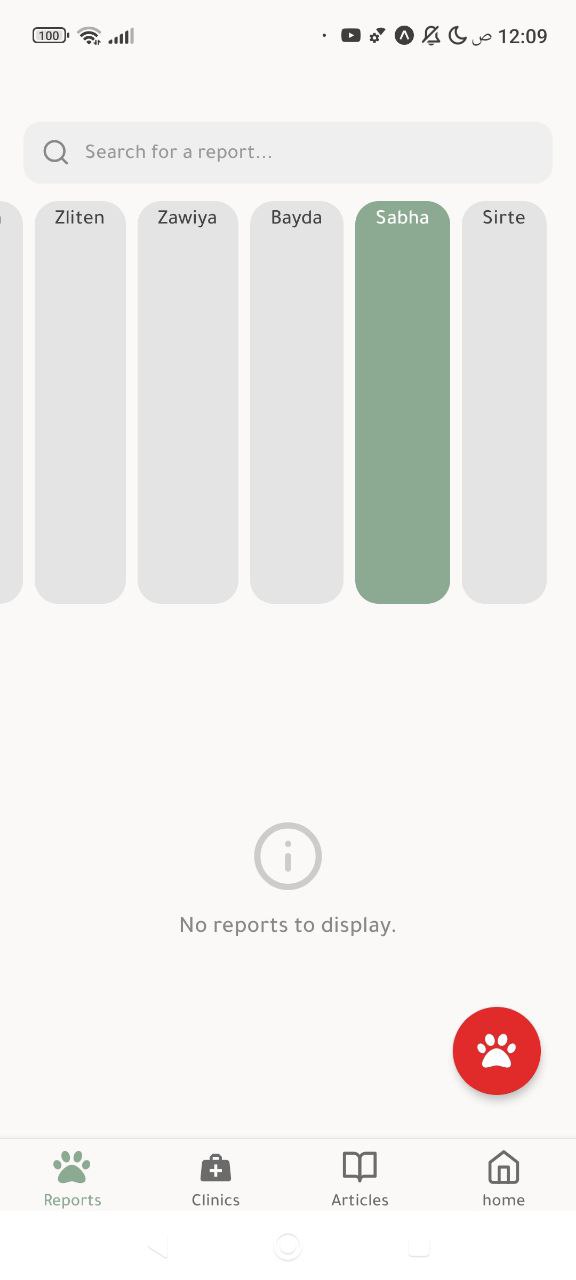 100 ص 12:09
Search for a report...
Zliten Zawiya Bayda Sabha Sirte
No reports to display.
Reports Clinics Articles home